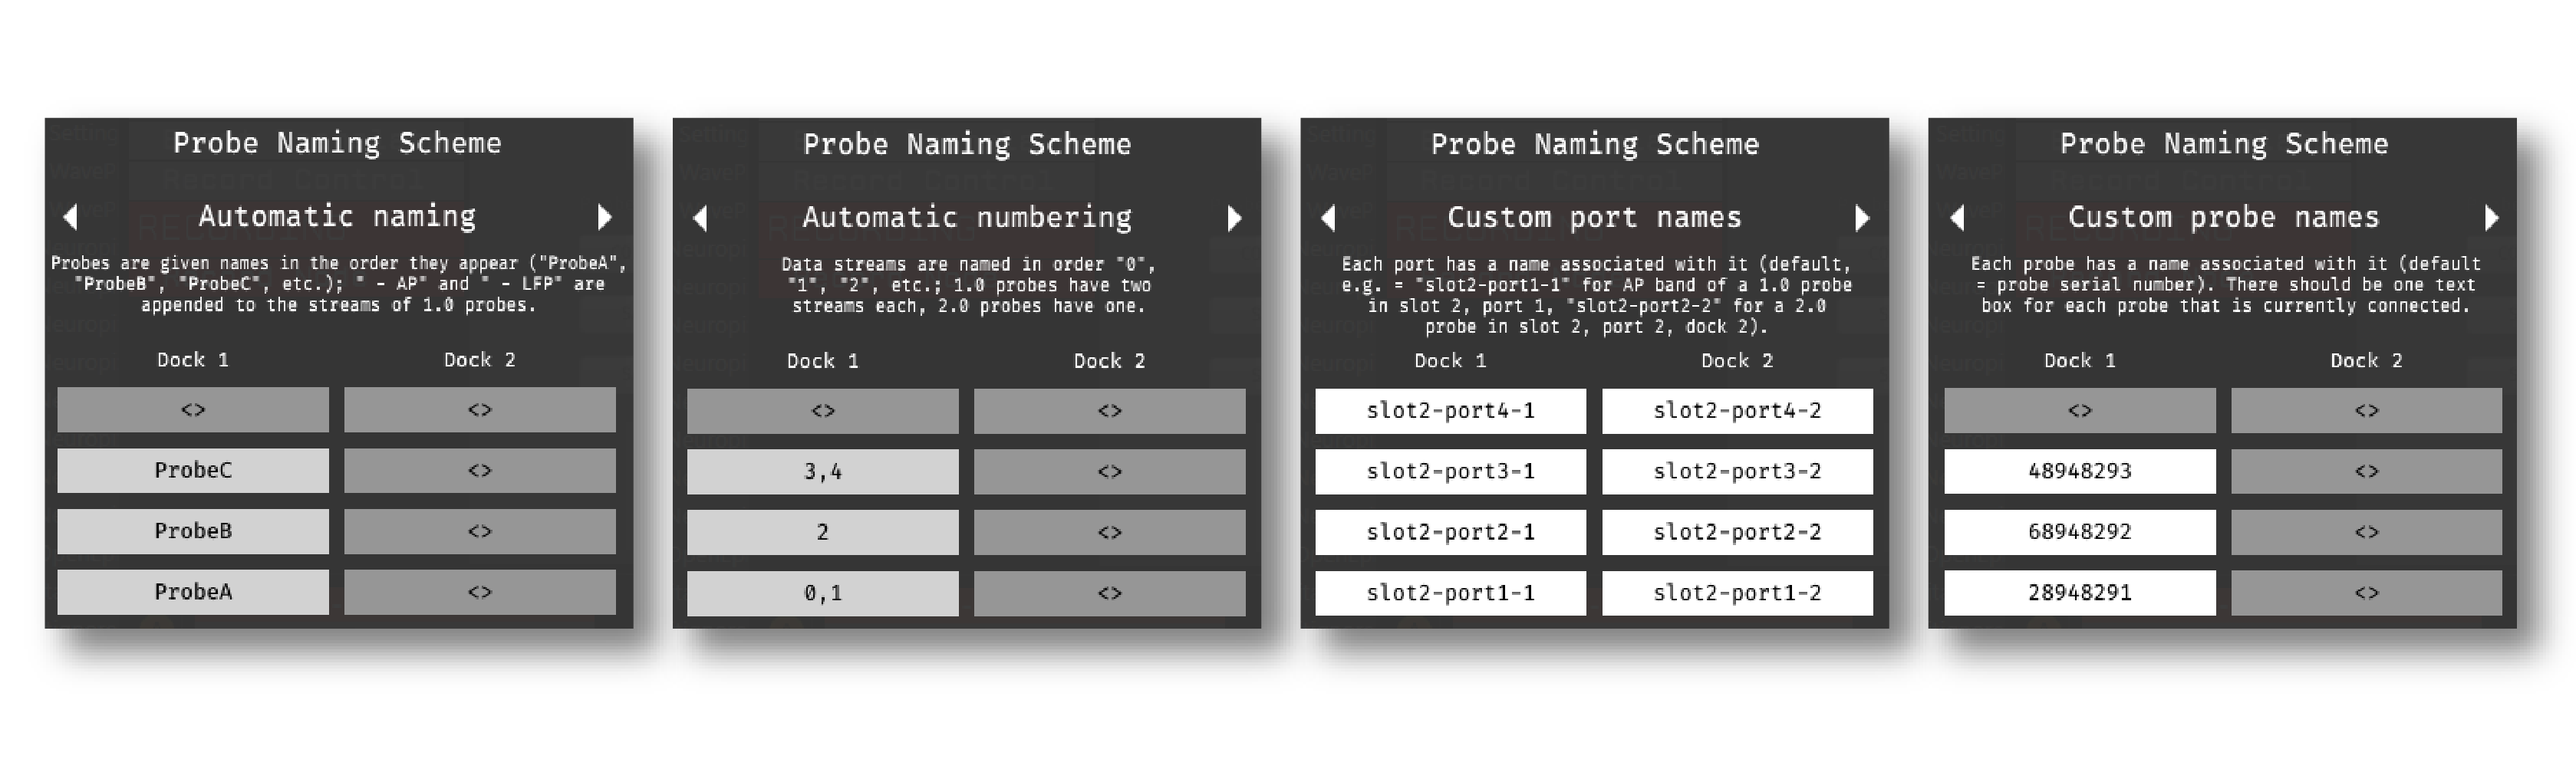 Probe Naming Scheme
Automatic naming
Probes are given names in the order they appear ("ProbeA",
"ProbeB", "ProbeC", etc.); " - AP" and " - LFP" are
appended to the streams of 1.0 probes.
Dock 1 Dock 2
<> <>
ProbeC <>
ProbeB <>
ProbeA <>
Probe Naming Scheme
Automatic numbering
Data streams are named in order "0",
"1", "2", etc.; 1.0 probes have two
streams each, 2.0 probes have one.
Dock 1 Dock 2
<> <>
3,4 <>
2 <>
0,1 <>
Probe Naming Scheme
Custom port names
Each port has a name associated with it (default,
e.g. = "slot2-port1-1" for AP band of a 1.0 probe
in slot 2, port 1, "slot2-port2-2" for a 2.0
probe in slot 2, port 2, dock 2).
Dock 1 Dock 2
slot2-port4-1 slot2-port4-2
slot2-port3-1 slot2-port3-2
slot2-port2-1 slot2-port2-2
slot2-port1-1 slot2-port1-2
Probe Naming Scheme
Custom probe names
Each probe has a name associated with it (default
= probe serial number). There should be one text
box for each probe that is currently connected.
Dock 1 Dock 2
<> <>
48948293 <>
68948292 <>
28948291 <>